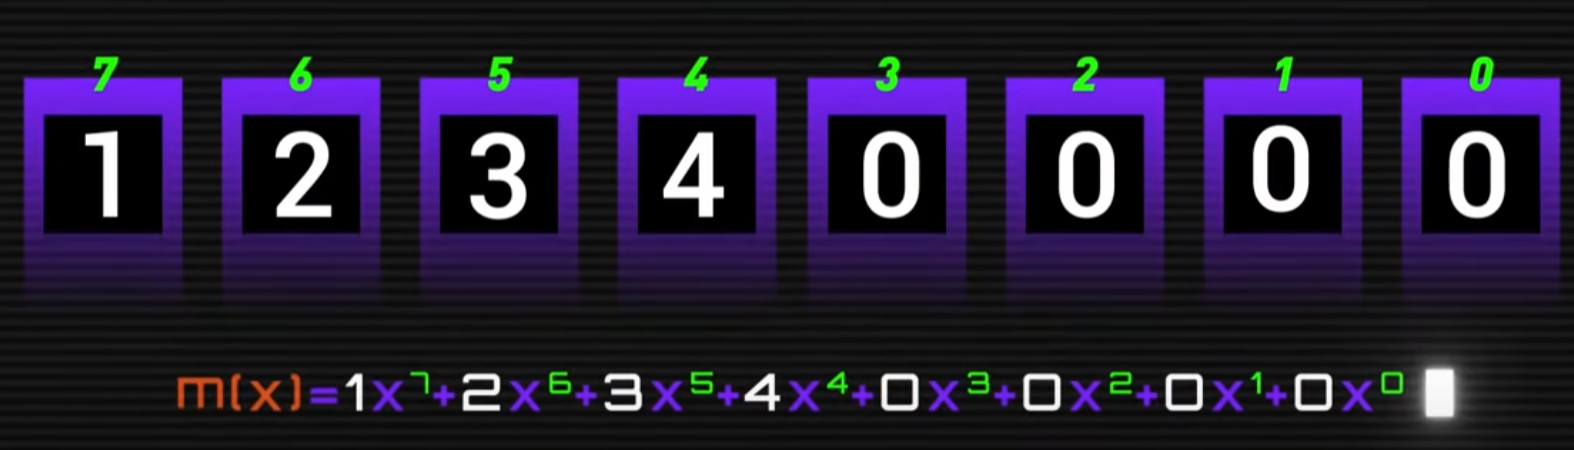 7 6 5 4 3 2 1 0
1 2 3 4 0 0 0 0
m(x)=1x⁷+2x⁶+3x⁵+4x⁴+0x³+0x²+0x¹+0x⁰